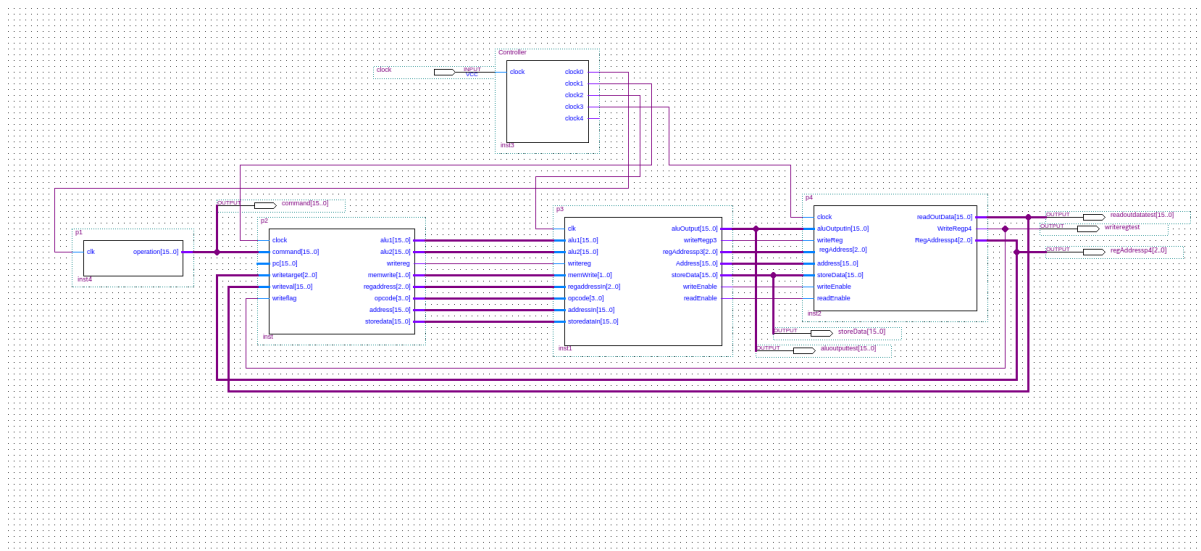 Controller
clock
INPUT
VCC
clock
clock0
clock1
clock2
clock3
clock4
inst3
p1
clk
operation[15..0]
inst4
OUTPUT
command[15..0]
p2
clock
command[15..0]
pc[15..0]
writetarget[2..0]
writeval[15..0]
writeflag
alu1[15..0]
alu2[15..0]
writereg
memwrite[1..0]
regaddress[2..0]
opcode[3..0]
address[15..0]
storedata[15..0]
inst
p3
clk
alu1[15..0]
alu2[15..0]
writereg
memWrite[1..0]
regaddressin[2..0]
opcode[3..0]
addressin[15..0]
storedatain[15..0]
aluOutput[15..0]
writeRegp3
regAddressp3[2..0]
Address[15..0]
storeData[15..0]
writeEnable
readEnable
inst1
p4
clock
aluOutputIn[15..0]
writeReg
regAddress[2..0]
address[15..0]
storeData[15..0]
writeEnable
readEnable
readOutData[15..0]
WriteRegp4
RegAddressp4[2..0]
inst2
OUTPUT
readoutdatatest[15..0]
OUTPUT
writeregtest
OUTPUT
regAddressp4[2..0]
OUTPUT
storeData[15..0]
OUTPUT
aluoutputtest[15..0]